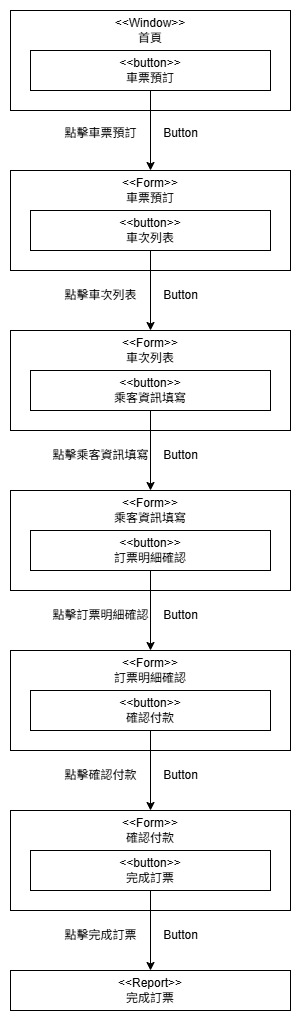 <<Window>>
首頁
<<button>>
車票預訂
點擊車票預訂 Button
<<Form>>
車票預訂
<<button>>
車次列表
點擊車次列表 Button
<<Form>>
車次列表
<<button>>
乘客資訊填寫
點擊乘客資訊填寫 Button
<<Form>>
乘客資訊填寫
<<button>>
訂票明細確認
點擊訂票明細確認 Button
<<Form>>
訂票明細確認
<<button>>
確認付款
點擊確認付款 Button
<<Form>>
確認付款
<<button>>
完成訂票
點擊完成訂票 Button
<<Report>>
完成訂票